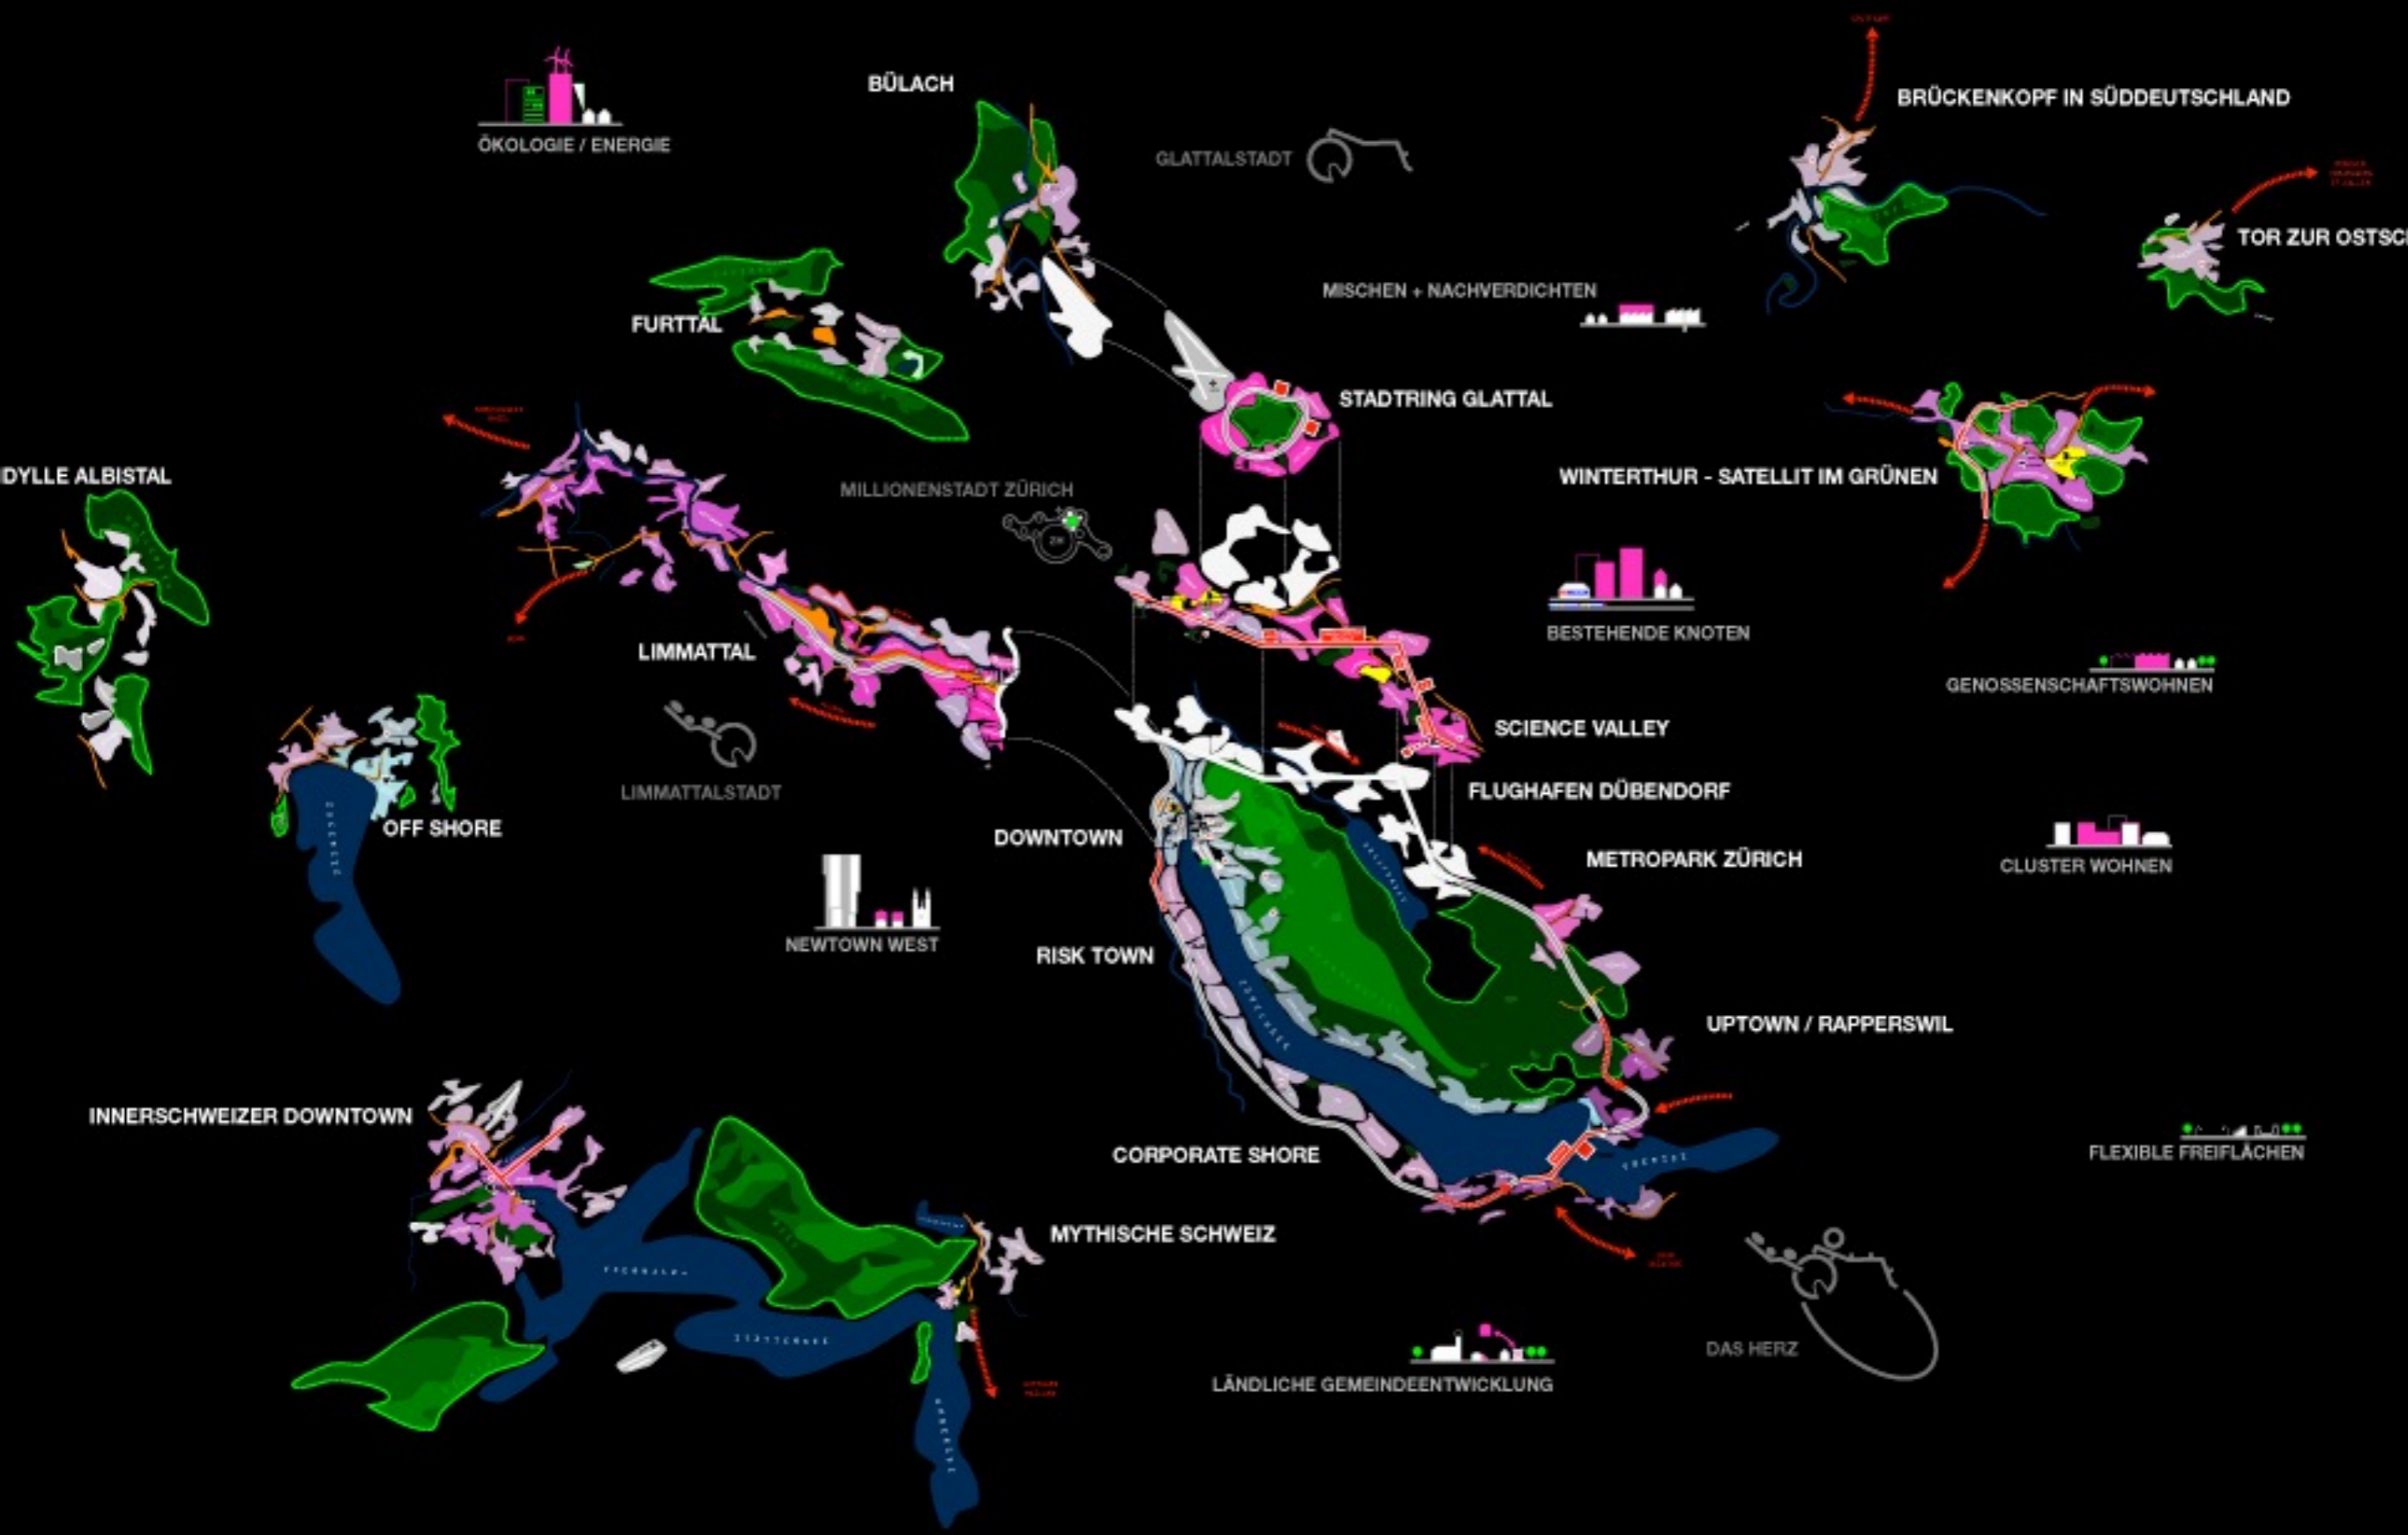 BÜLACH
BRÜCKENKOPF IN SÜDDEUTSCHLAND
ÖKOLOGIE / ENERGIE
GLATTALSTADT
TOR ZUR OSTSC
MISCHEN + NACHVERDICHTEN
FURTTAL
STADTRING GLATTAL
IDYLLE ALBISTAL
WINTERTHUR - SATELLIT IM GRÜNEN
MILLIONENSTADT ZÜRICH
BESTEHENDE KNOTEN
LIMMATTAL
GENOSSENSCHAFTSWOHNEN
SCIENCE VALLEY
LIMMATTALSTADT
FLUGHAFEN DÜBENDORF
OFF SHORE
DOWNTOWN
METROPARK ZÜRICH
CLUSTER WOHNEN
NEWTOWN WEST
RISK TOWN
ZÜRICHSEE
UPTOWN / RAPPERSWIL
INNERSCHWEIZER DOWNTOWN
CORPORATE SHORE
FLEXIBLE FREIFLÄCHEN
MYTHISCHE SCHWEIZ
DAS HERZ
LÄNDLICHE GEMEINDEENTWICKLUNG